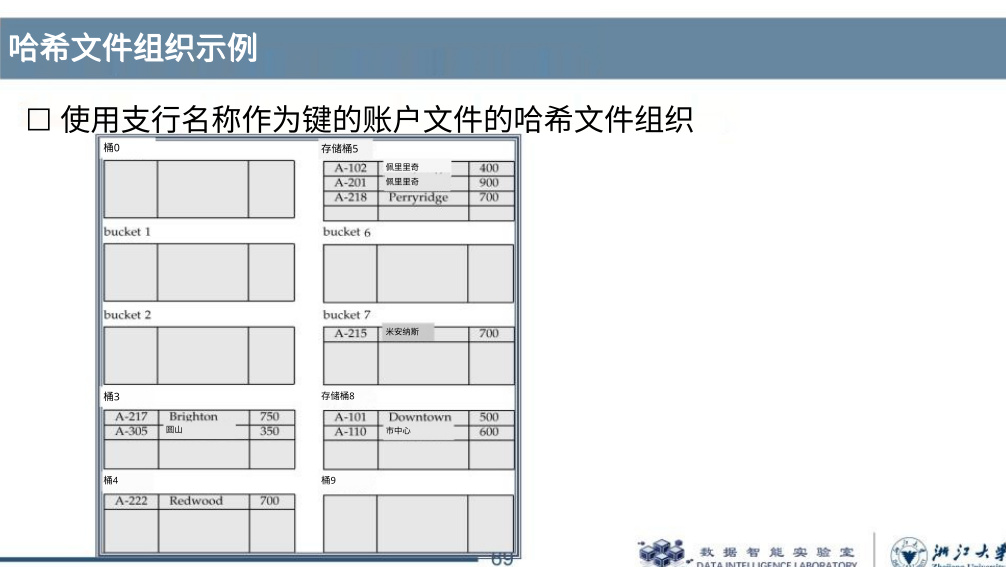 哈希文件组织示例
☐ 使用支行名称作为键的账户文件的哈希文件组织
桶0
bucket 1
bucket 2
桶3
A-217 Brighton 750
A-305 圆山 350
桶4
A-222 Redwood 700
存储桶5
A-102 佩里里奇 400
A-201 佩里里奇 900
A-218 Perryridge 700
bucket 6
bucket 7
A-215 米安纳斯 700
存储桶8
A-101 Downtown 500
A-110 市中心 600
桶9
69
数据智能实验室
DATA INTELLIGENCE LABORATORY
浙江大学
Zhejiang University